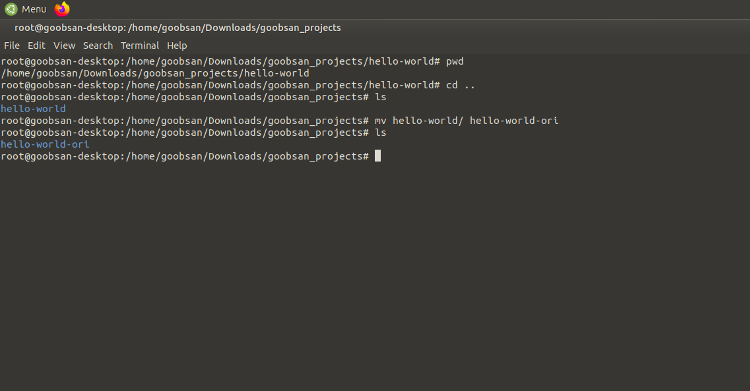 Menu
root@goobsan-desktop: /home/goobsan/Downloads/goobsan_projects
File Edit View Search Terminal Help
root@goobsan-desktop:/home/goobsan/Downloads/goobsan_projects/hello-world# pwd
/home/goobsan/Downloads/goobsan_projects/hello-world
root@goobsan-desktop:/home/goobsan/Downloads/goobsan_projects/hello-world# cd ..
root@goobsan-desktop:/home/goobsan/Downloads/goobsan_projects# ls
hello-world
root@goobsan-desktop:/home/goobsan/Downloads/goobsan_projects# mv hello-world/ hello-world-ori
root@goobsan-desktop:/home/goobsan/Downloads/goobsan_projects# ls
hello-world-ori
root@goobsan-desktop:/home/goobsan/Downloads/goobsan_projects#